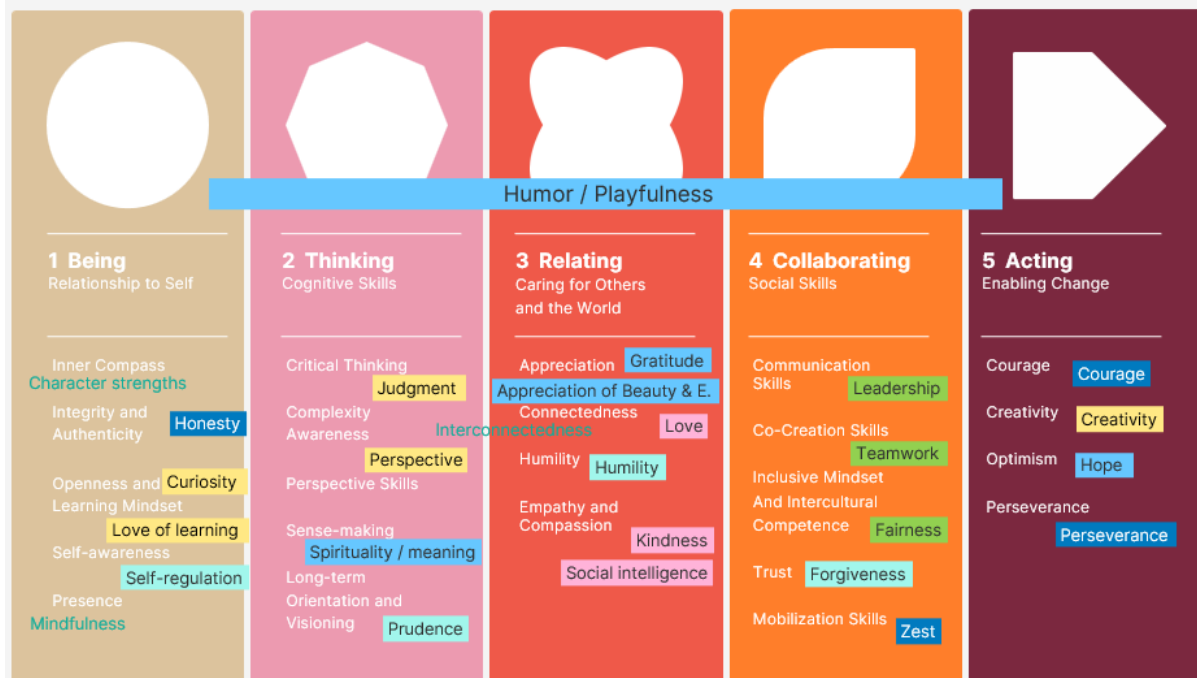 Humor / Playfulness
1 Being
Relationship to Self
Inner Compass
Character strengths
Integrity and
Authenticity
Honesty
Openness and
Curiosity
Learning Mindset
Love of learning
Self-awareness
Self-regulation
Presence
Mindfulness
2 Thinking
Cognitive Skills
Critical Thinking
Judgment
Complexity
Awareness
Perspective
Perspective Skills
Sense-making
Spirituality / meaning
Long-term
Orientation and
Visioning
Prudence
3 Relating
Caring for Others
and the World
Appreciation
Gratitude
Appreciation of Beauty & E.
Connectedness
Interconnectedness
Love
Humility
Humility
Empathy and
Compassion
Kindness
Social intelligence
4 Collaborating
Social Skills
Communication
Skills
Leadership
Co-Creation Skills
Teamwork
Inclusive Mindset
And Intercultural
Competence
Fairness
Trust
Forgiveness
Mobilization Skills
Zest
5 Acting
Enabling Change
Courage
Courage
Creativity
Creativity
Optimism
Hope
Perseverance
Perseverance